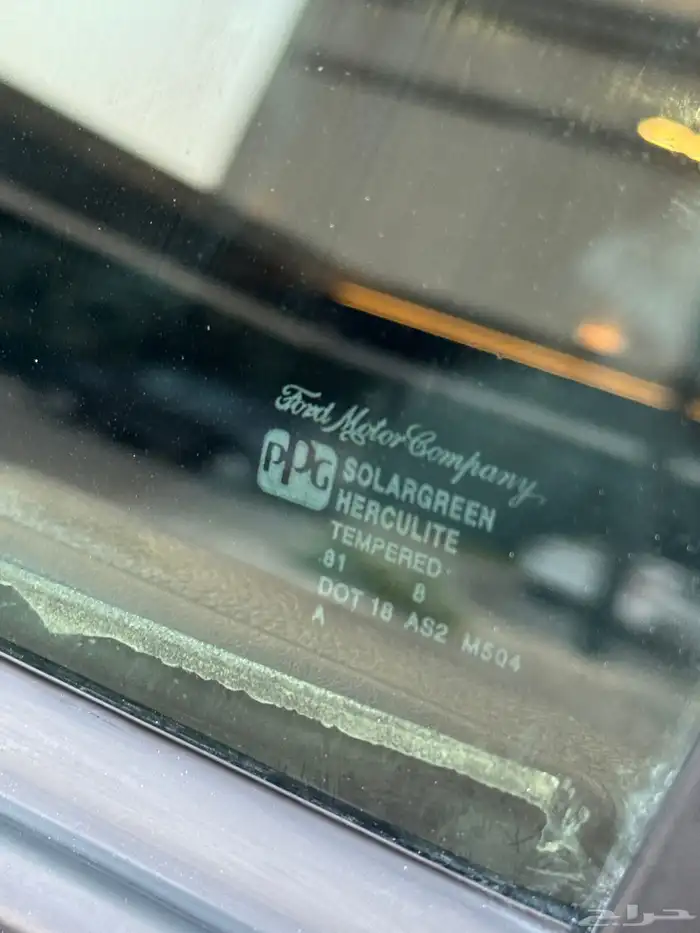 Ford Motor Company
PPG SOLARGREEN
HERCULITE
TEMPERED
81 8
DOT 18 AS2 M504
A
حراج